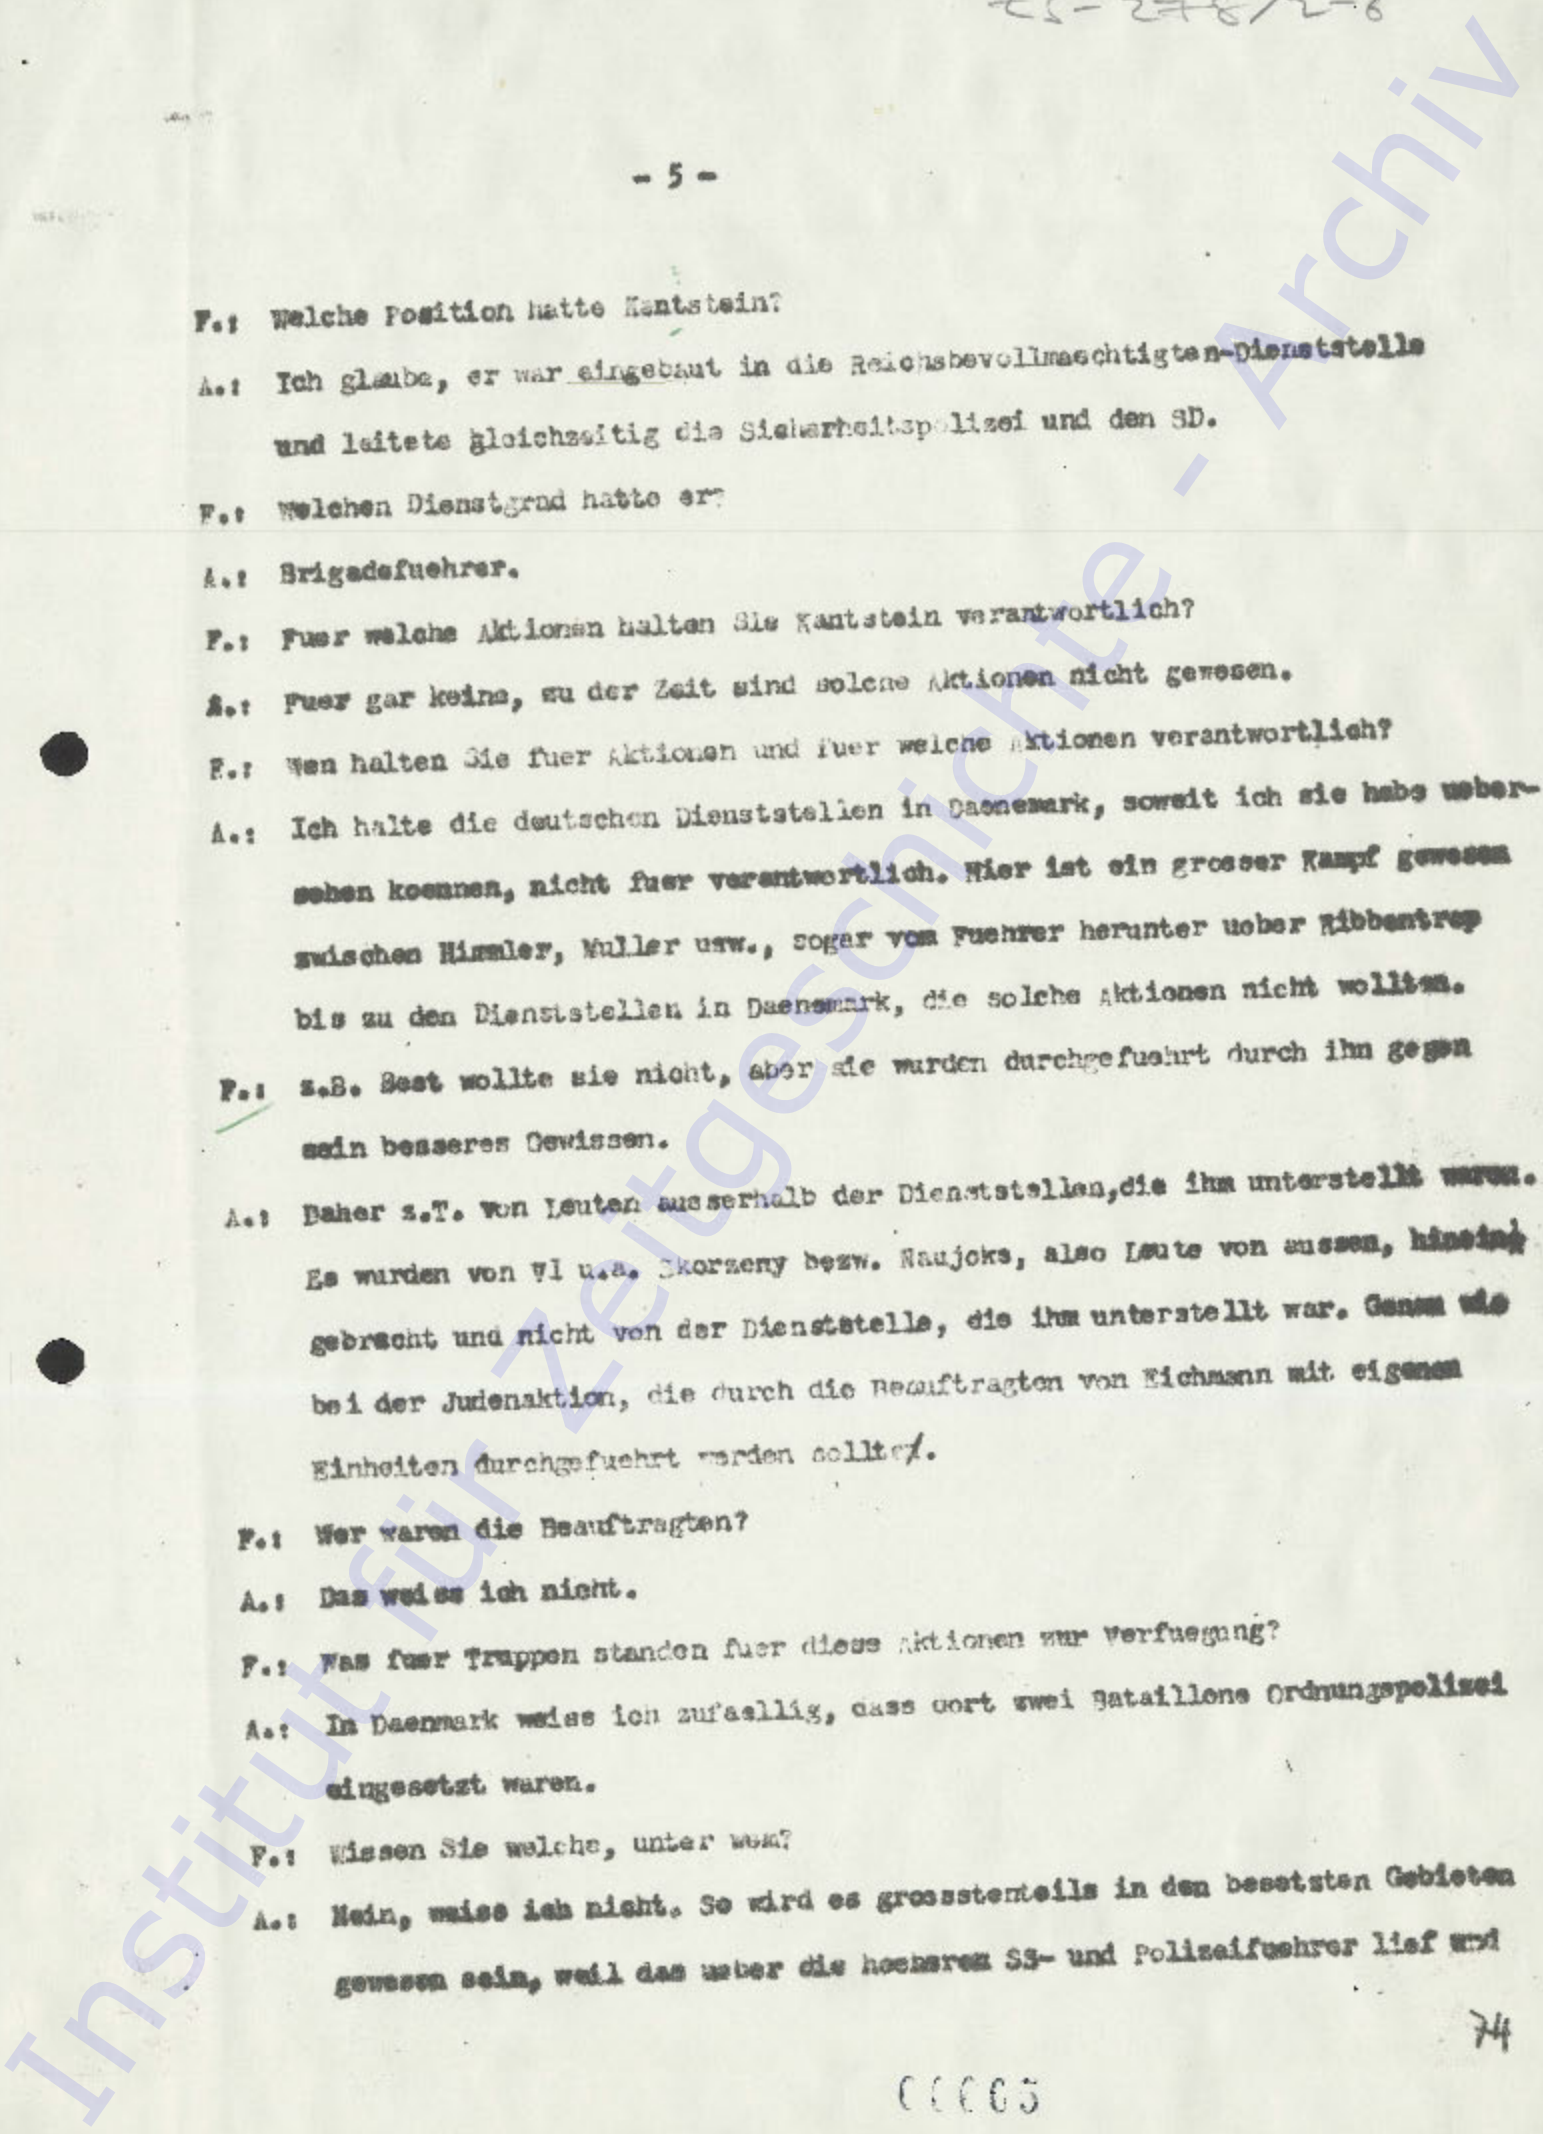 ZS-278/2-6
- 5 -
F.: Welche Position hatte Kantstein?
A.: Ich glaube, er war eingebaut in die Reichsbevollmaechtigten-Dienststelle
und leitete gleichzeitig die Sicherheitspolizei und den SD.
F.: Welchen Dienstgrad hatte er?
A.: Brigadefuehrer.
F.: Fuer welche Aktionen halten Sie Kantstein verantwortlich?
A.: Fuer gar keine, zu der Zeit sind solche Aktionen nicht gewesen.
F.: Wen halten Sie fuer Aktionen und fuer welche Aktionen verantwortlich?
A.: Ich halte die deutschen Dienststellen in Daenemark, soweit ich sie habe ueber-
sehen koennen, nicht fuer verantwortlich. Hier ist ein grosser Kampf gewesen
zwischen Himmler, Muller usw., sogar vom Fuehrer herunter ueber Ribbentrop
bis zu den Dienststellen in Daenemark, die solche Aktionen nicht wollten.
F.: z.B. Best wollte sie nicht, aber sie wurden durchgefuehrt durch ihn gegen
sein besseres Gewissen.
A.: Daher z.T. von Leuten ausserhalb der Dienststellen,die ihm unterstellt waren.
Es wurden von VI u.a. Skorzeny bezw. Naujoks, also Leute von aussen, hinein
gebracht und nicht von der Dienststelle, die ihm unterstellt war. Genau wie
bei der Judenaktion, die durch die Beauftragten von Eichmann mit eigenen
Einheiten durchgefuehrt werden sollte.
F.: Wer waren die Beauftragten?
A.: Das weiss ich nicht.
F.: Was fuer Truppen standen fuer diese Aktionen zur Verfuegung?
A.: In Daenmark weiss ich zufaellig, dass dort zwei Bataillone Ordnungspolizei
eingesetzt waren.
F.: Wissen Sie welche, unter wem?
A.: Nein, weiss ich nicht. So wird es grossstenteils in den besetzten Gebieten
gewesen sein, weil das ueber die hoeheren SS- und Polizeifuehrer lief und
74
00005
Institut für Zeitgeschichte - Archiv